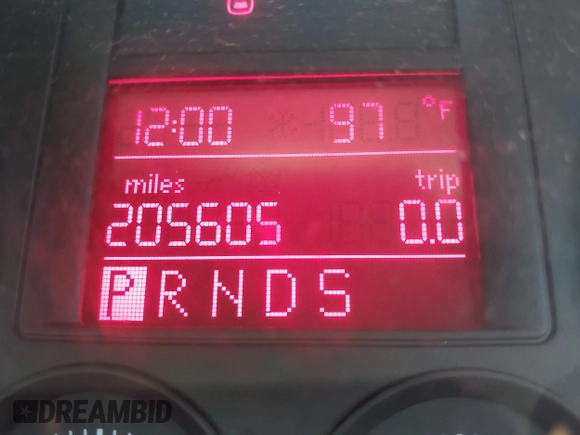 12:00 97 °F
miles trip
205605 0.0
P R N D S
DREAMBID